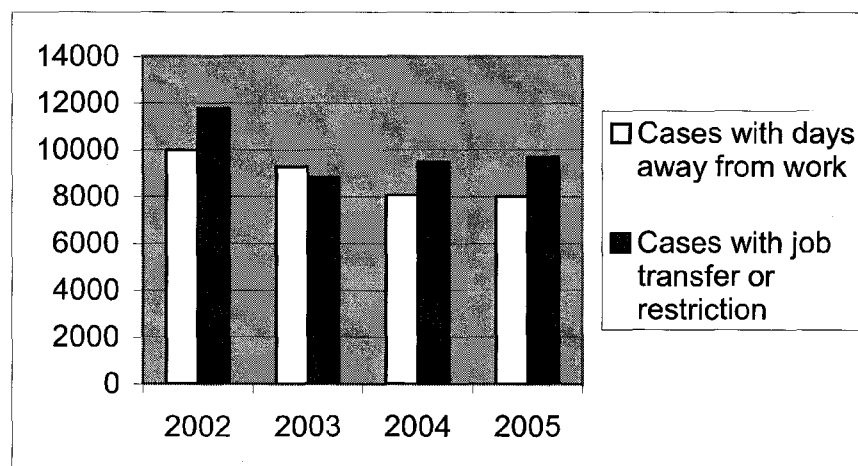 14000
12000
10000
8000
6000
4000
2000
0
2002 2003 2004 2005
Cases with days
away from work
Cases with job
transfer or
restriction